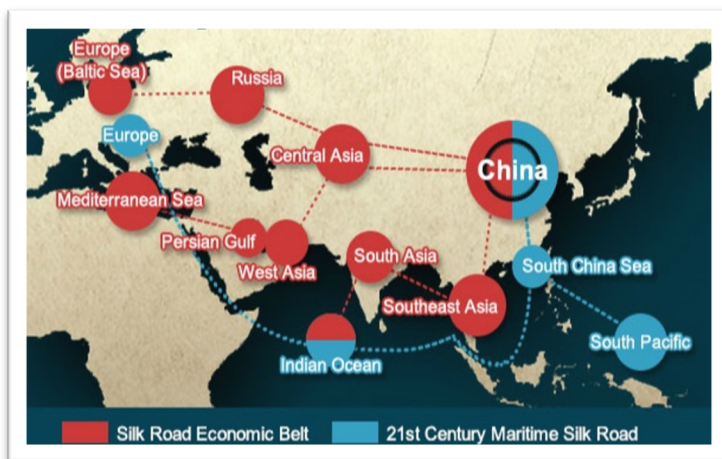 Europe
(Baltic Sea)
Russia
Europe
Central Asia
China
Mediterranean Sea
Persian Gulf
West Asia
South Asia
South China Sea
Southeast Asia
Indian Ocean
South Pacific
Silk Road Economic Belt
21st Century Maritime Silk Road